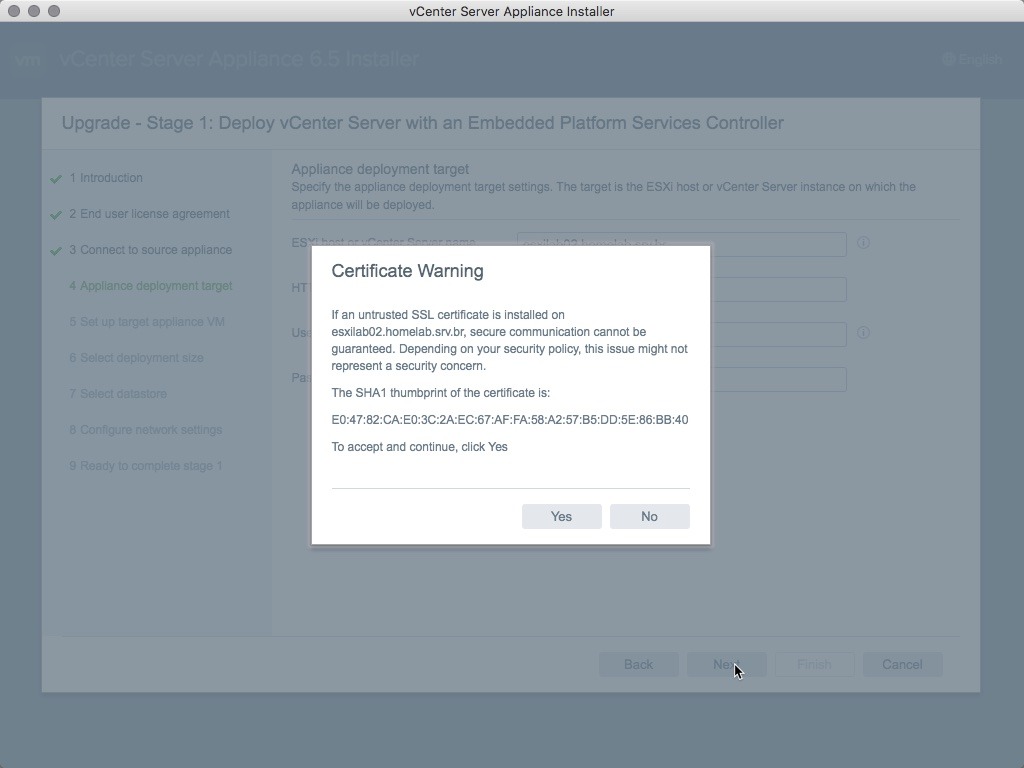 vCenter Server Appliance Installer
vm vCenter Server Appliance 6.5 Installer
English
Upgrade - Stage 1: Deploy vCenter Server with an Embedded Platform Services Controller
1 Introduction
2 End user license agreement
3 Connect to source appliance
4 Appliance deployment target
5 Set up target appliance VM
6 Select deployment size
7 Select datastore
8 Configure network settings
9 Ready to complete stage 1
Appliance deployment target
Specify the appliance deployment target settings. The target is the ESXi host or vCenter Server instance on which the
appliance will be deployed.
ESXi host or vCenter Server name
Certificate Warning
If an untrusted SSL certificate is installed on
esxilab02.homelab.srv.br, secure communication cannot be
guaranteed. Depending on your security policy, this issue might not
represent a security concern.
The SHA1 thumbprint of the certificate is:
E0:47:82:CA:E0:3C:2A:EC:67:AF:FA:58:A2:57:B5:DD:5E:86:BB:40
To accept and continue, click Yes
Yes No
Back Next Finish Cancel